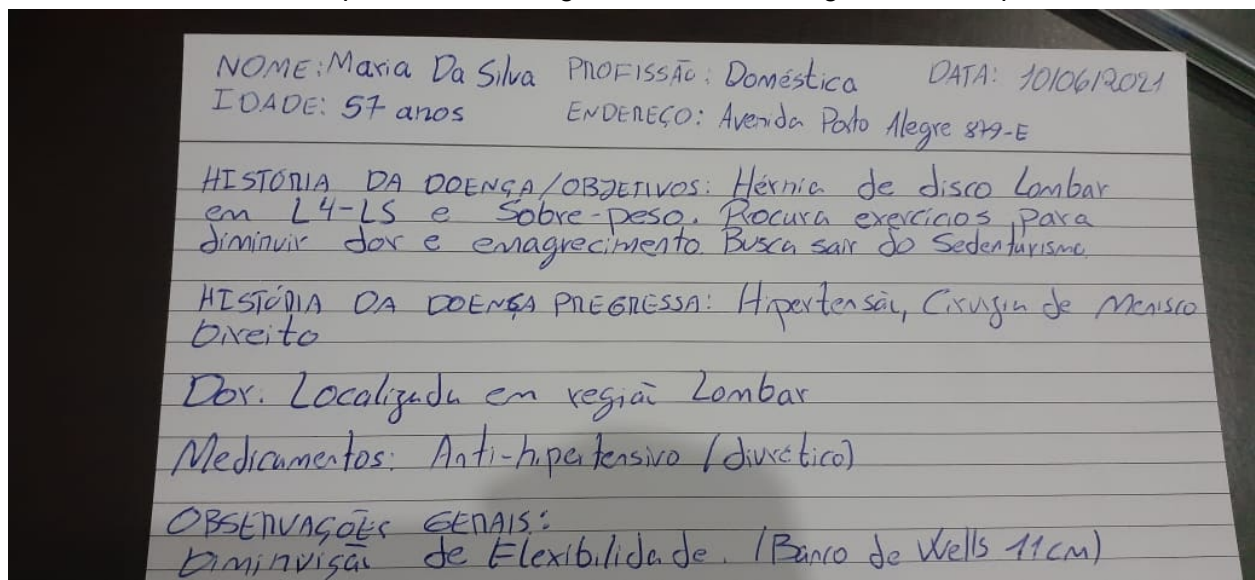 NOME: Maria Da Silva PROFISSÃO: Doméstica DATA: 10/06/2021
IDADE: 57 anos ENDEREÇO: Avenida Porto Alegre 879-E
HISTÓRIA DA DOENÇA/OBJETIVOS: Hérnia de disco Lombar
em L4-L5 e Sobre-peso. Procura exercícios para
diminuir dor e emagrecimento. Busca sair do Sedentarismo.
HISTÓRIA DA DOENÇA PREGRESSA: Hipertensão, Cirurgia de Menisco
Direito
Dor: Localizada em região Lombar
Medicamentos: Anti-hipertensivo (diurético)
OBSERVAÇÕES GERAIS:
Diminuição de Flexibilidade. (Banco de Wells 11cm)